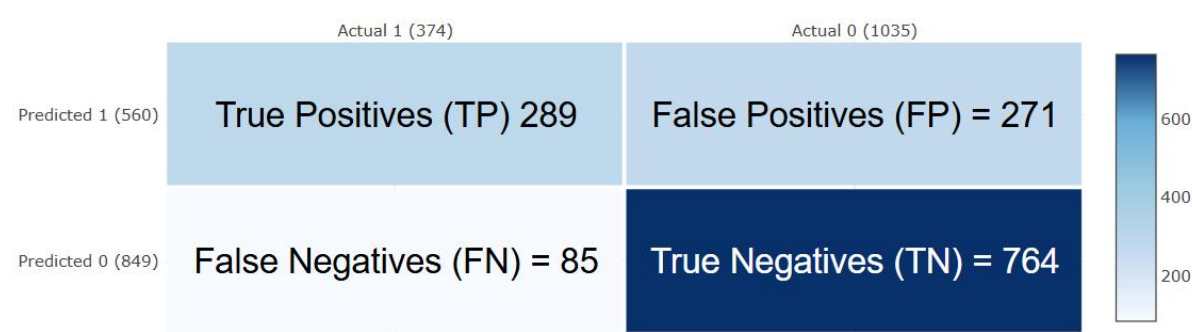 Actual 1 (374)
Actual 0 (1035)
Predicted 1 (560)
True Positives (TP) 289
False Positives (FP) = 271
Predicted 0 (849)
False Negatives (FN) = 85
True Negatives (TN) = 764
600
400
200